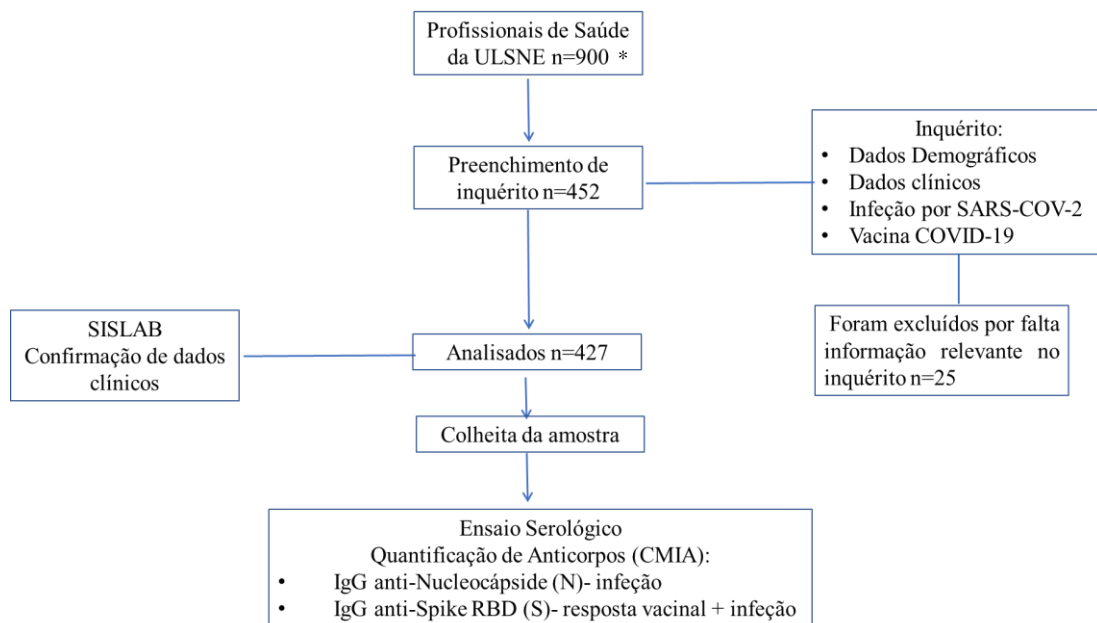 Profissionais de Saúde
da ULSNE n=900 *
Preenchimento de
inquérito n=452
Inquérito:
• Dados Demográficos
• Dados clínicos
• Infeção por SARS-COV-2
• Vacina COVID-19
Foram excluídos por falta
informação relevante no
inquérito n=25
SISLAB
Confirmação de dados
clínicos
Analisados n=427
Colheita da amostra
Ensaio Serológico
Quantificação de Anticorpos (CMIA):
• IgG anti-Nucleocápside (N)- infeção
• IgG anti-Spike RBD (S)- resposta vacinal + infeção